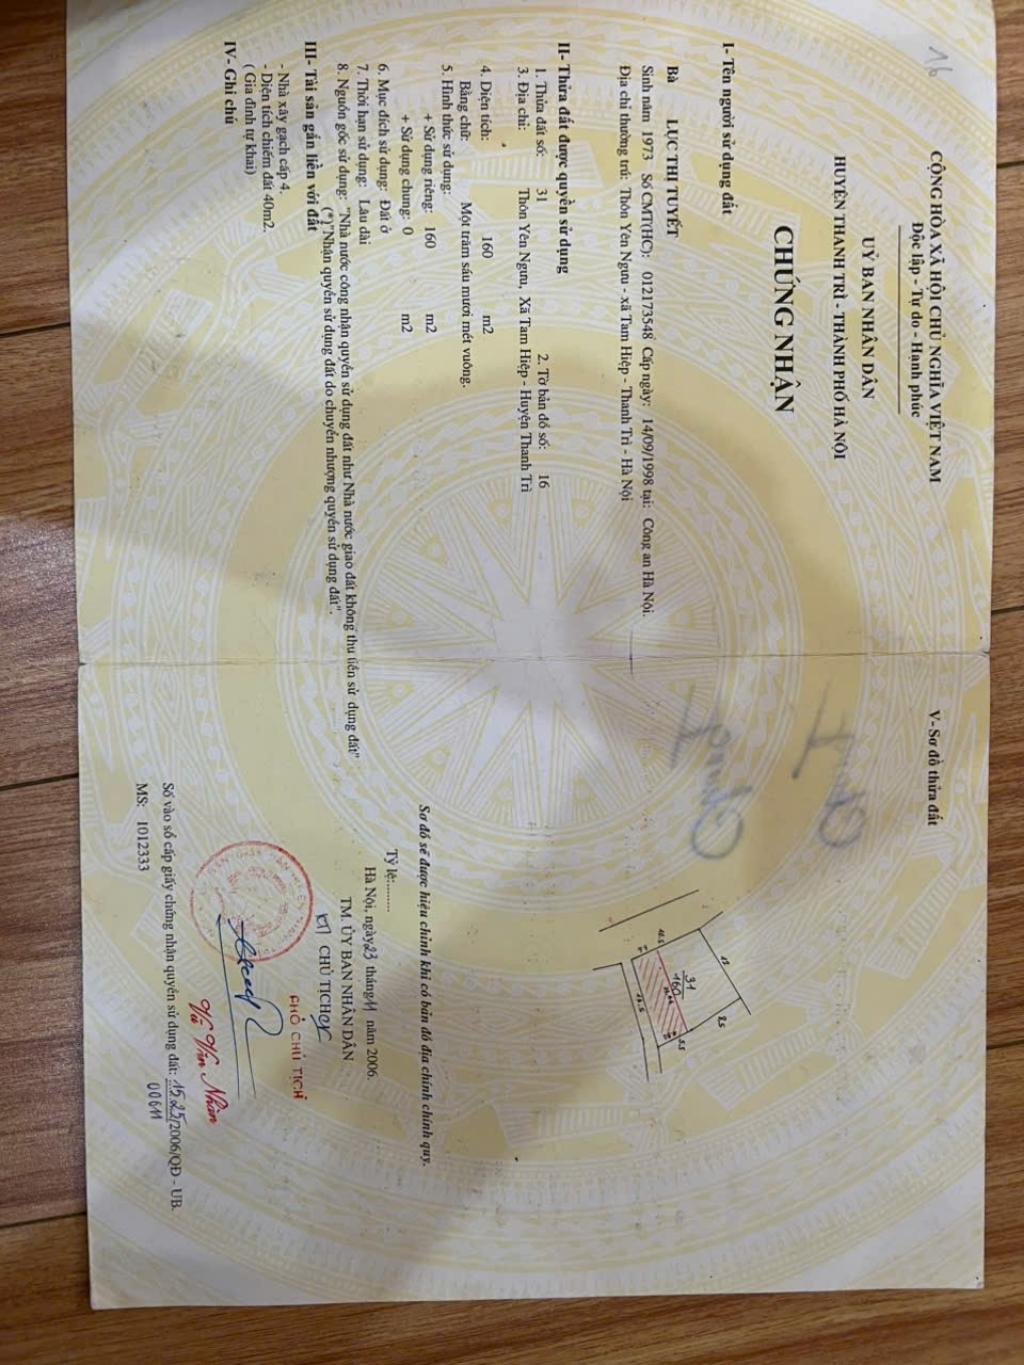 16
CỘNG HÒA XÃ HỘI CHỦ NGHĨA VIỆT NAM
Độc lập - Tự do - Hạnh phúc
UỶ BAN NHÂN DÂN
HUYỆN THANH TRÌ - THÀNH PHỐ HÀ NỘI
CHỨNG NHẬN
I- Tên người sử dụng đất
Bà LỤC THỊ TUYẾT
Sinh năm 1973 Số CMT(HC): 012173548 Cấp ngày: 14/09/1998 tại: Công an Hà Nội.
Địa chỉ thường trú: Thôn Yên Ngưu - xã Tam Hiệp - Thanh Trì - Hà Nội
II- Thửa đất được quyền sử dụng
1. Thửa đất số: 31 2. Tờ bản đồ số: 16
3. Địa chỉ: Thôn Yên Ngưu, Xã Tam Hiệp - Huyện Thanh Trì
4. Diện tích: 160 m2
Bằng chữ: Một trăm sáu mươi mét vuông.
5. Hình thức sử dụng:
+ Sử dụng riêng: 160 m2
+ Sử dụng chung: 0 m2
6. Mục đích sử dụng: Đất ở
7. Thời hạn sử dụng: Lâu dài
8. Nguồn gốc sử dụng: "Nhà nước công nhận quyền sử dụng đất như Nhà nước giao đất không thu tiền sử dụng đất"
(*)"Nhận quyền sử dụng đất do chuyển nhượng quyền sử dụng đất".
III- Tài sản gắn liền với đất
- Nhà xây gạch cấp 4.
- Diện tích chiếm đất 40m2.
( Gia đình tự khai)
IV- Ghi chú
V- Sơ đồ thửa đất
31
160
Sơ đồ sẽ được hiệu chỉnh khi có bản đồ địa chính chính quy.
Tỷ lệ:.........
Hà Nội, ngày 23 tháng 11 năm 2006.
TM. ỦY BAN NHÂN DÂN
KT CHỦ TỊCH
PHÓ CHỦ TỊCH
Vũ Văn Nhàn
Số vào sổ cấp giấy chứng nhận quyền sử dụng đất: 1525/2006/QĐ - UB.
00611
MS: 1012333